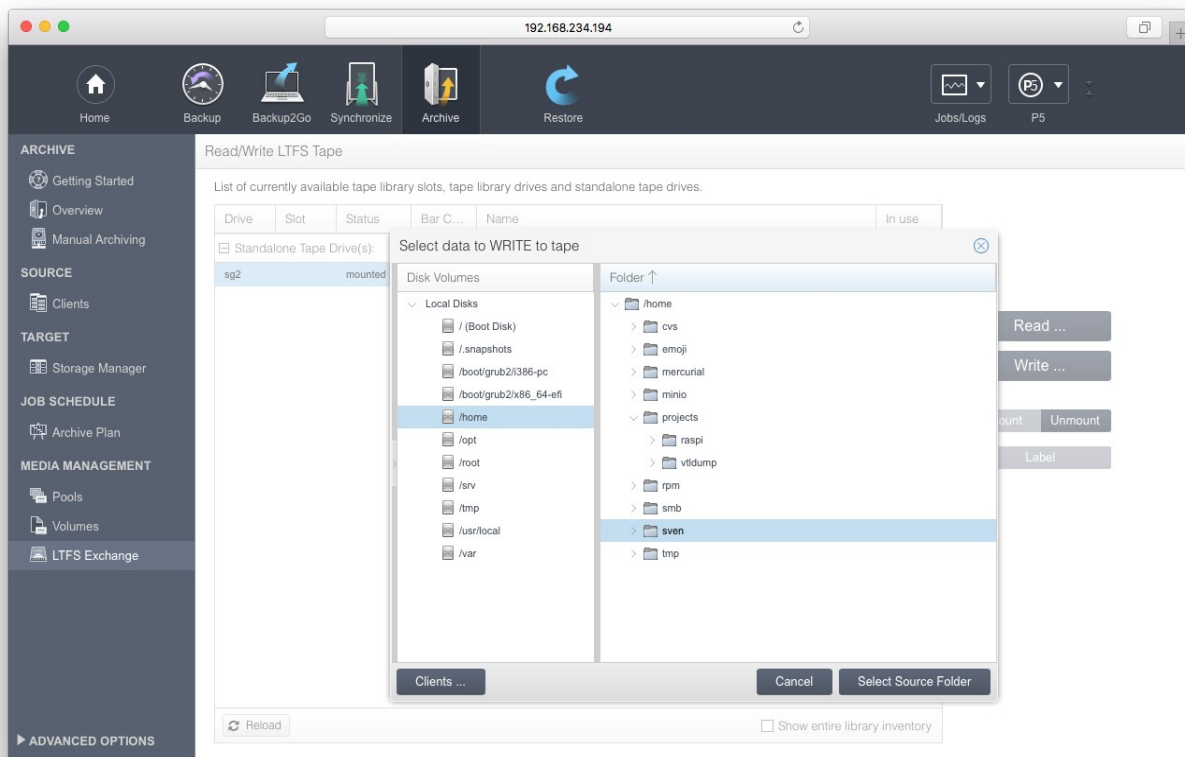 192.168.234.194
Home
Backup
Backup2Go
Synchronize
Archive
Restore
Jobs/Logs
P5
P5
ARCHIVE
Getting Started
Overview
Manual Archiving
SOURCE
Clients
TARGET
Storage Manager
JOB SCHEDULE
Archive Plan
MEDIA MANAGEMENT
Pools
Volumes
LTFS Exchange
ADVANCED OPTIONS
Read/Write LTFS Tape
List of currently available tape library slots, tape library drives and standalone tape drives.
Drive Slot Status Bar C... Name In use
Standalone Tape Drive(s):
sg2 mounted
Select data to WRITE to tape
Disk Volumes
Local Disks
/ (Boot Disk)
/.snapshots
/boot/grub2/i386-pc
/boot/grub2/x86_64-efi
/home
/opt
/root
/srv
/tmp
/usr/local
/var
Folder ↑
/home
cvs
emoji
mercurial
minio
projects
raspi
vtldump
rpm
smb
sven
tmp
Clients ...
Cancel
Select Source Folder
Read ...
Write ...
ount
Unmount
Label
Reload
Show entire library inventory